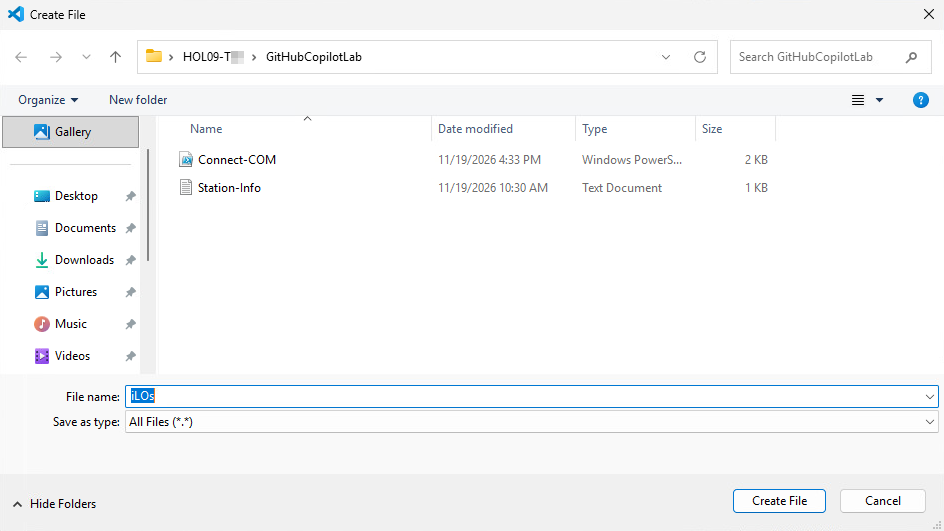 Create File
HOL09-T GitHubCopilotLab
Search GitHubCopilotLab
Organize New folder
Gallery
Name Date modified Type Size
Connect-COM 11/19/2026 4:33 PM Windows PowerS... 2 KB
Station-Info 11/19/2026 10:30 AM Text Document 1 KB
Desktop
Documents
Downloads
Pictures
Music
Videos
File name: iLOs
Save as type: All Files (*.*)
Hide Folders
Create File Cancel